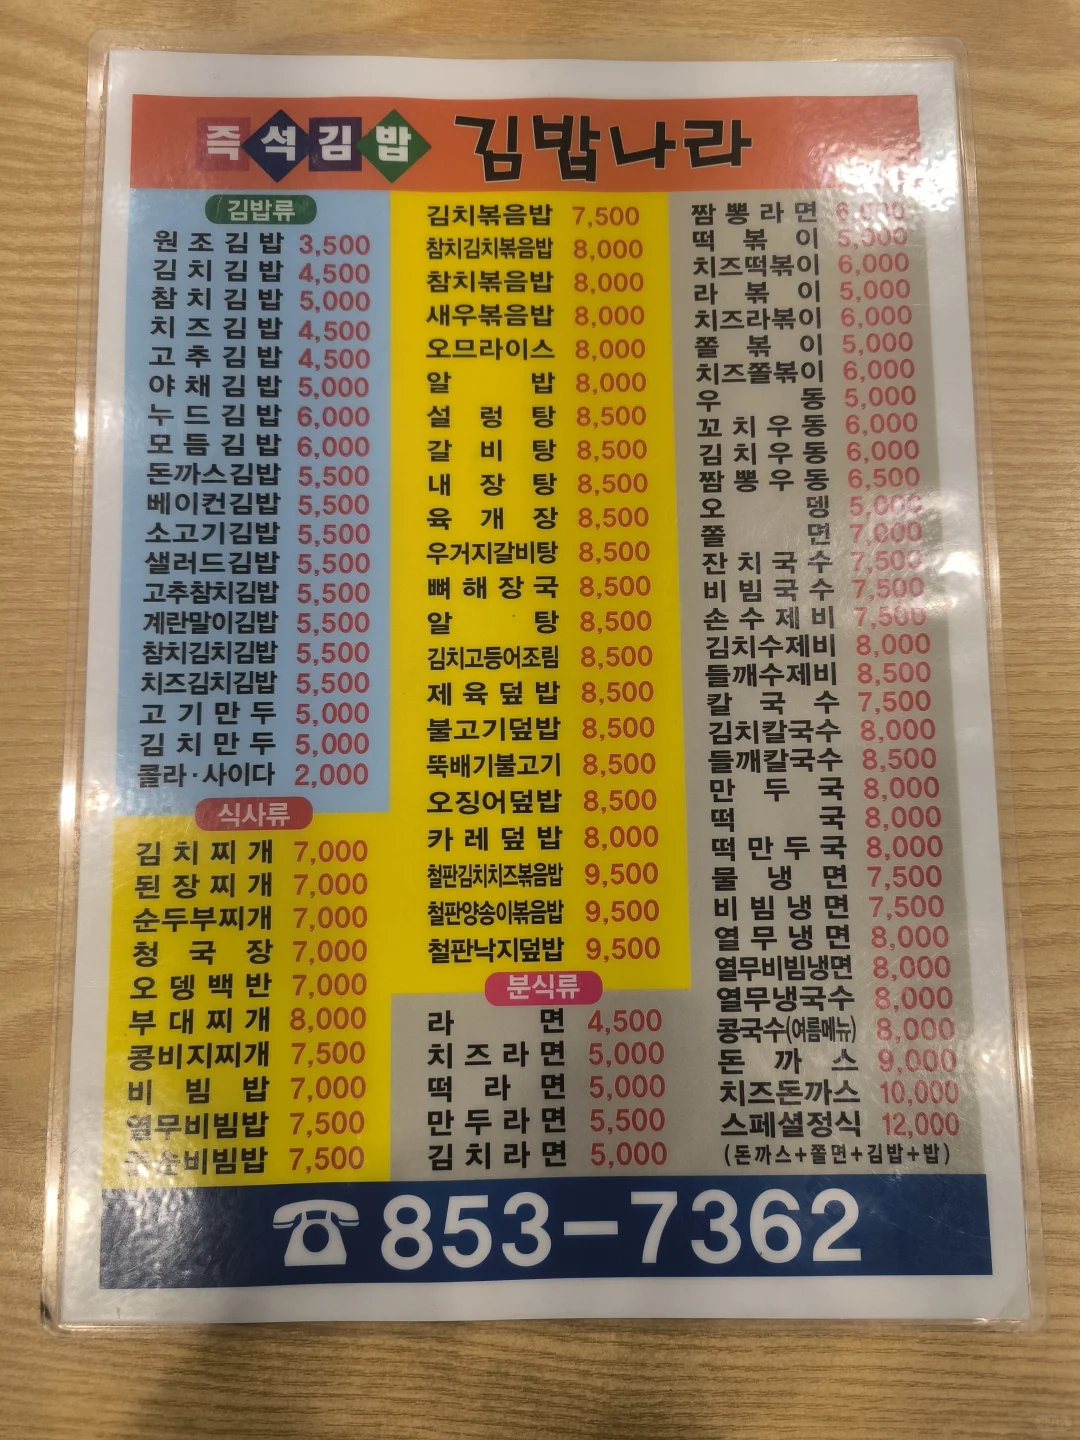 즉석김밥 김밥나라
김밥류
원조김밥 3,500
김치김밥 4,500
참치김밥 5,000
치즈김밥 4,500
고추김밥 4,500
야채김밥 5,000
누드김밥 6,000
모듬김밥 6,000
돈까스김밥 5,500
베이컨김밥 5,500
소고기김밥 5,500
샐러드김밥 5,500
고추참치김밥 5,500
계란말이김밥 5,500
참치김치김밥 5,500
치즈김치김밥 5,500
고기만두 5,000
김치만두 5,000
콜라·사이다 2,000
식사류
김치찌개 7,000
된장찌개 7,000
순두부찌개 7,000
청국장 7,000
오뎅백반 7,000
부대찌개 8,000
콩비지찌개 7,500
비빔밥 7,000
열무비빔밥 7,500
비빔밥 7,500
김치볶음밥 7,500
참치김치볶음밥 8,000
참치볶음밥 8,000
새우볶음밥 8,000
오므라이스 8,000
알밥 8,000
설렁탕 8,500
갈비탕 8,500
내장탕 8,500
육개장 8,500
우거지갈비탕 8,500
뼈해장국 8,500
알탕 8,500
김치고등어조림 8,500
제육덮밥 8,500
불고기덮밥 8,500
뚝배기불고기 8,500
오징어덮밥 8,500
카레덮밥 8,000
철판김치치즈볶음밥 9,500
철판양송이볶음밥 9,500
철판낙지덮밥 9,500
분식류
라면 4,500
치즈라면 5,000
떡라면 5,000
만두라면 5,500
김치라면 5,000
짬뽕라면 6,000
떡볶이 5,500
치즈떡볶이 6,000
라볶이 5,000
치즈라볶이 6,000
쫄볶이 5,000
치즈쫄볶이 6,000
우동 5,000
꼬치우동 6,000
김치우동 6,000
짬뽕우동 6,500
오뎅 5,000
쫄면 7,000
잔치국수 7,500
비빔국수 7,500
손수제비 7,500
김치수제비 8,000
들깨수제비 8,500
칼국수 7,500
김치칼국수 8,000
들깨칼국수 8,500
만두국 8,000
떡국 8,000
떡만두국 8,000
물냉면 7,500
비빔냉면 7,500
열무냉면 8,000
열무비빔냉면 8,000
열무냉국수 8,000
콩국수(여름메뉴) 8,000
돈까스 9,000
치즈돈까스 10,000
스페셜정식 12,000
(돈까스+쫄면+김밥+밥)
☎853-7362